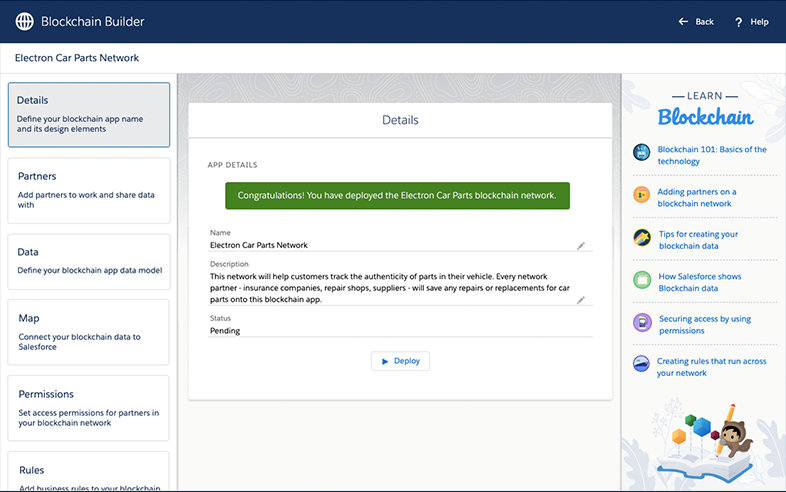 Blockchain Builder
Back
? Help
Electron Car Parts Network
Details
Define your blockchain app name
and its design elements
Partners
Add partners to work and share data
with
Data
Define your blockchain app data model
Map
Connect your blockchain data to
Salesforce
Permissions
Set access permissions for partners in
your blockchain network
Rules
Add business rules to your blockchain
Details
APP DETAILS
Congratulations! You have deployed the Electron Car Parts blockchain network.
Name
Electron Car Parts Network
Description
This network will help customers track the authenticity of parts in their vehicle. Every network
partner - insurance companies, repair shops, suppliers - will save any repairs or replacements for car
parts onto this blockchain app.
Status
Pending
Deploy
LEARN
Blockchain
Blockchain 101: Basics of the
technology
Adding partners on a
blockchain network
Tips for creating your
blockchain data
How Salesforce shows
Blockchain data
Securing access by using
permissions
Creating rules that run across
your network